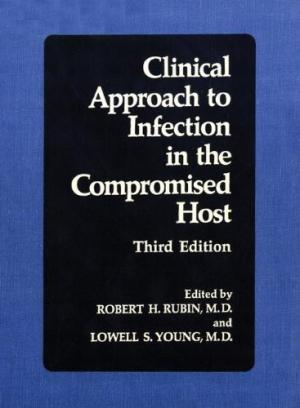 Clinical
Approach to
Infection
in the
Compromised
Host
Third Edition
Edited by
ROBERT H. RUBIN, M.D.
and
LOWELL S. YOUNG, M.D.